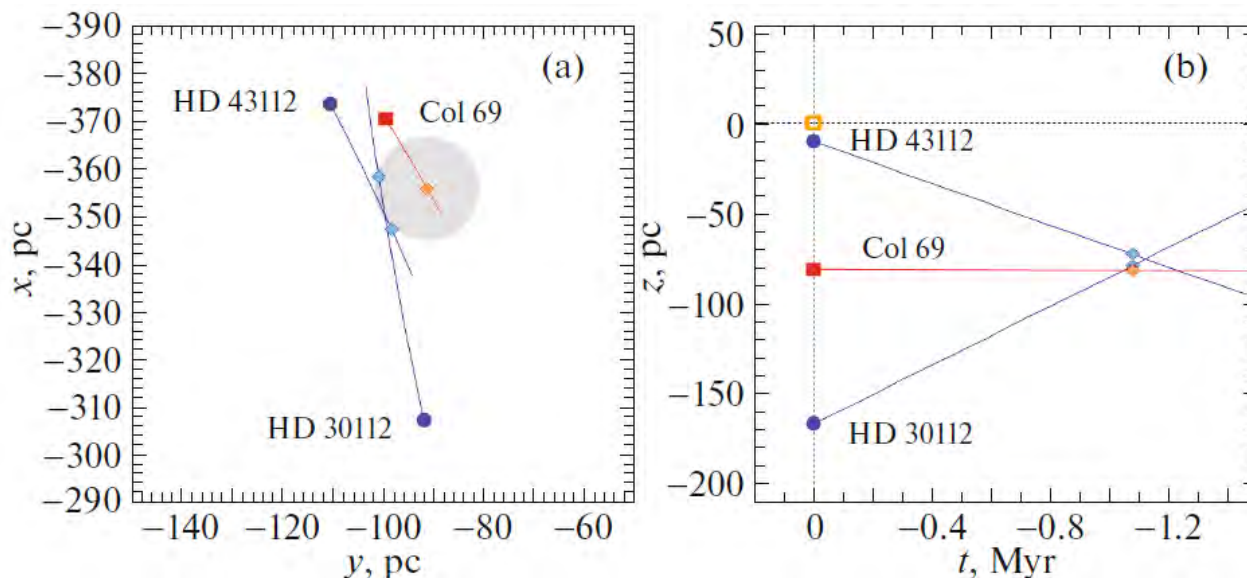 −390
−380
−370
−360
−350
−340
−330
−320
−310
−300
−290
x, pc
(a)
HD 43112
Col 69
HD 30112
−140 −120 −100 −80 −60
y, pc
50
0
−50
−100
−150
−200
z, pc
(b)
HD 43112
Col 69
HD 30112
0 −0.4 −0.8 −1.2
t, Myr